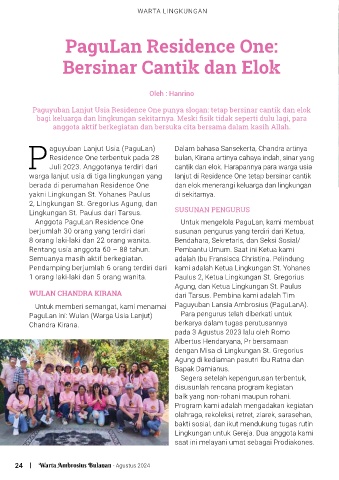 WARTA LINGKUNGAN
PaguLan Residence One:
Bersinar Cantik dan Elok
Oleh : Hanrino
Paguyuban Lanjut Usia Residence One punya slogan: tetap bersinar cantik dan elok
bagi keluarga dan lingkungan sekitarnya. Meski fisik tidak seperti dulu lagi, para
anggota aktif berkegiatan dan bersuka cita bersama dalam kasih Allah.
Paguyuban Lanjut Usia (PaguLan)
Residence One terbentuk pada 28
Juli 2023. Anggotanya terdiri dari
warga lanjut usia di tiga lingkungan yang
berada di perumahan Residence One
yakni Lingkungan St. Yohanes Paulus
2, Lingkungan St. Gregorius Agung, dan
Lingkungan St. Paulus dari Tarsus.
Anggota PaguLan Residence One
berjumlah 30 orang yang terdiri dari
8 orang laki-laki dan 22 orang wanita.
Rentang usia anggota 60 – 88 tahun.
Semuanya masih aktif berkegiatan.
Pendamping berjumlah 6 orang terdiri dari
1 orang laki-laki dan 5 orang wanita.
WULAN CHANDRA KIRANA
Untuk memberi semangat, kami menamai
PaguLan ini: Wulan (Warga Usia Lanjut)
Chandra Kirana.
Dalam bahasa Sansekerta, Chandra artinya
bulan, Kirana artinya cahaya indah, sinar yang
cantik dan elok. Harapannya para warga usia
lanjut di Residence One tetap bersinar cantik
dan elok menerangi keluarga dan lingkungan
di sekitarnya.
SUSUNAN PENGURUS
Untuk mengelola PaguLan, kami membuat
susunan pengurus yang terdiri dari Ketua,
Bendahara, Sekretaris, dan Seksi Sosial/
Pembantu Umum. Saat ini Ketua kami
adalah Ibu Fransisca Christina. Pelindung
kami adalah Ketua Lingkungan St. Yohanes
Paulus 2, Ketua Lingkungan St. Gregorius
Agung, dan Ketua Lingkungan St. Paulus
dari Tarsus. Pembina kami adalah Tim
Paguyuban Lansia Ambrosius (PaguLanA).
Para pengurus telah diberkati untuk
berkarya dalam tugas perutusannya
pada 3 Agustus 2023 lalu oleh Romo
Albertus Hendaryana, Pr bersamaan
dengan Misa di Lingkungan St. Gregorius
Agung di kediaman pasutri Ibu Ratna dan
Bapak Damianus.
Segera setelah kepengurusan terbentuk,
disusunlah rencana program kegiatan
baik yang non-rohani maupun rohani.
Program kami adalah mengadakan kegiatan
olahraga, rekoleksi, retret, ziarek, sarasehan,
bakti sosial, dan ikut mendukung tugas rutin
Lingkungan untuk Gereja. Dua anggota kami
saat ini melayani umat sebagai Prodiakones.
24 | Warta Ambrosius Bulanan - Agustus 2024